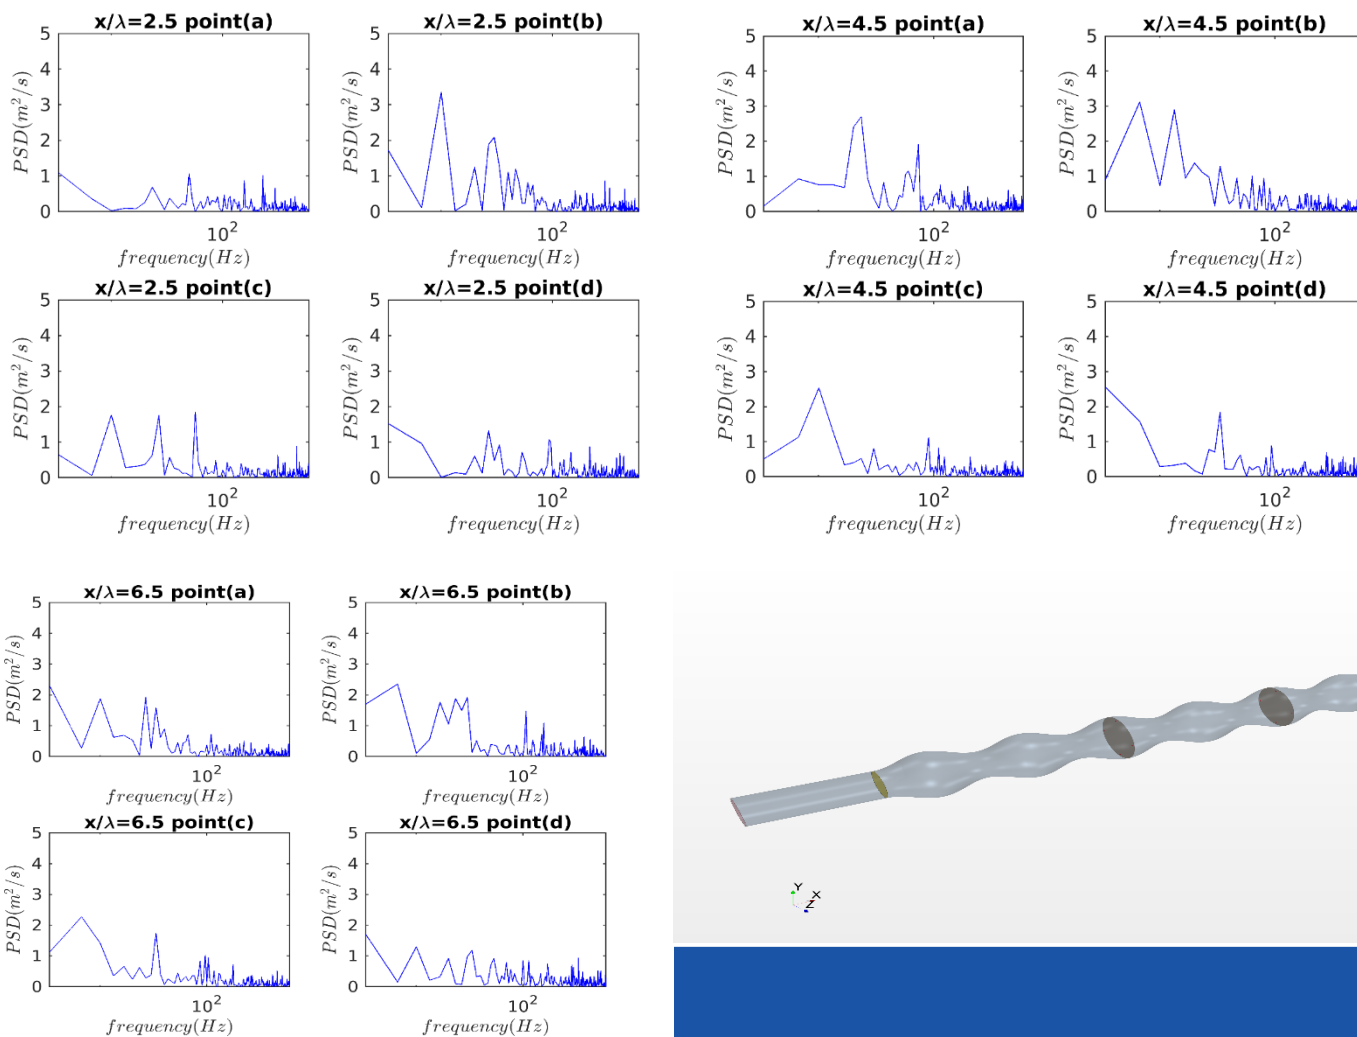 x/λ=2.5 point(a)
5
4
3
2
1
0
PSD(m²/s)
10²
frequency(Hz)
x/λ=2.5 point(b)
5
4
3
2
1
0
PSD(m²/s)
10²
frequency(Hz)
x/λ=2.5 point(c)
5
4
3
2
1
0
PSD(m²/s)
10²
frequency(Hz)
x/λ=2.5 point(d)
5
4
3
2
1
0
PSD(m²/s)
10²
frequency(Hz)
x/λ=4.5 point(a)
5
4
3
2
1
0
PSD(m²/s)
10²
frequency(Hz)
x/λ=4.5 point(b)
5
4
3
2
1
0
PSD(m²/s)
10²
frequency(Hz)
x/λ=4.5 point(c)
5
4
3
2
1
0
PSD(m²/s)
10²
frequency(Hz)
x/λ=4.5 point(d)
5
4
3
2
1
0
PSD(m²/s)
10²
frequency(Hz)
x/λ=6.5 point(a)
5
4
3
2
1
0
PSD(m²/s)
10²
frequency(Hz)
x/λ=6.5 point(b)
5
4
3
2
1
0
PSD(m²/s)
10²
frequency(Hz)
x/λ=6.5 point(c)
5
4
3
2
1
0
PSD(m²/s)
10²
frequency(Hz)
x/λ=6.5 point(d)
5
4
3
2
1
0
PSD(m²/s)
10²
frequency(Hz)
Y
X
Z